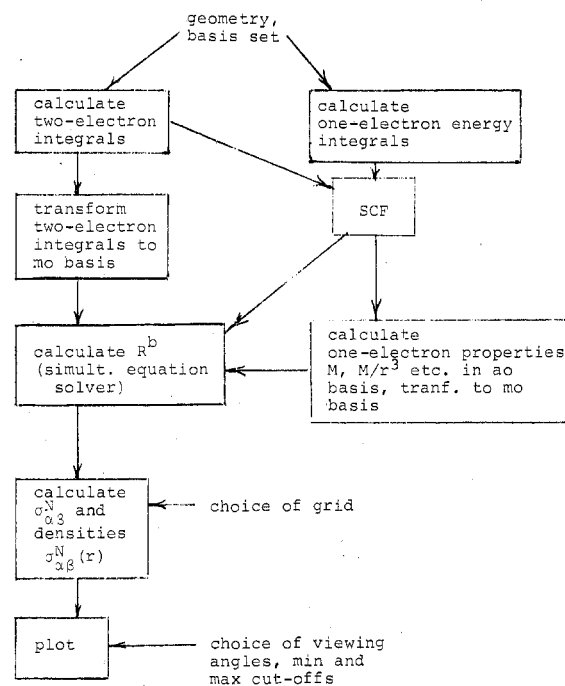 geometry,
basis set
calculate
two-electron
integrals
calculate
one-electron energy
integrals
transform
two-electron
integrals to
mo basis
SCF
calculate R^b
(simult. equation
solver)
calculate
one-electron properties
M, M/r^3 etc. in ao
basis, tranf. to mo
basis
calculate
σ^N_αβ and
densities
σ^N_αβ(r)
choice of grid
plot
choice of viewing
angles, min and
max cut-offs